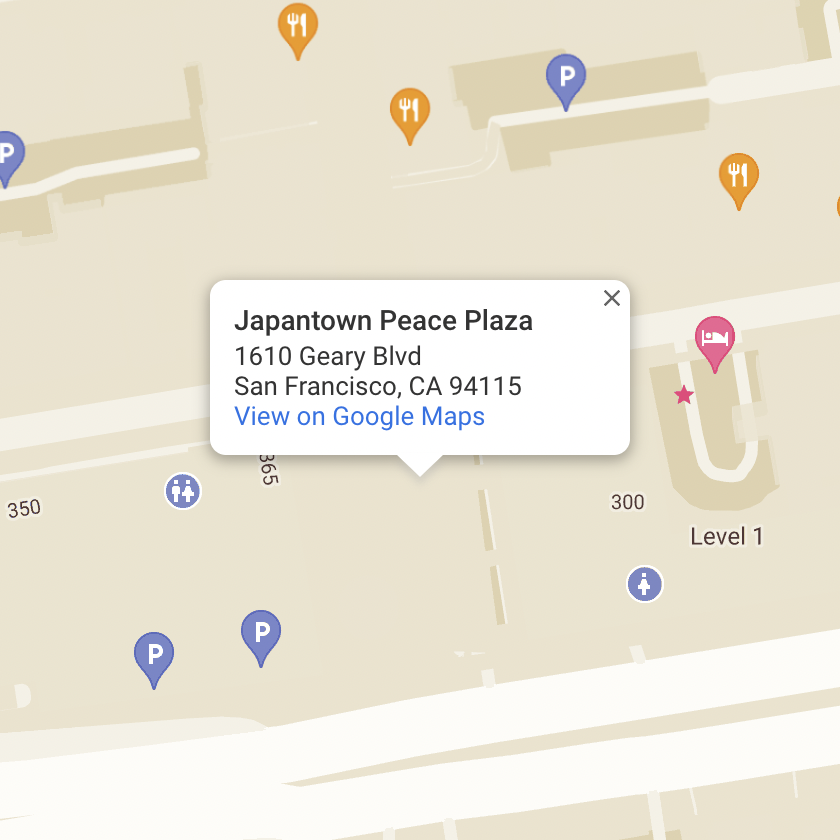 P
P
Japantown Peace Plaza
1610 Geary Blvd
San Francisco, CA 94115
View on Google Maps
365
350
300
Level 1
P
P